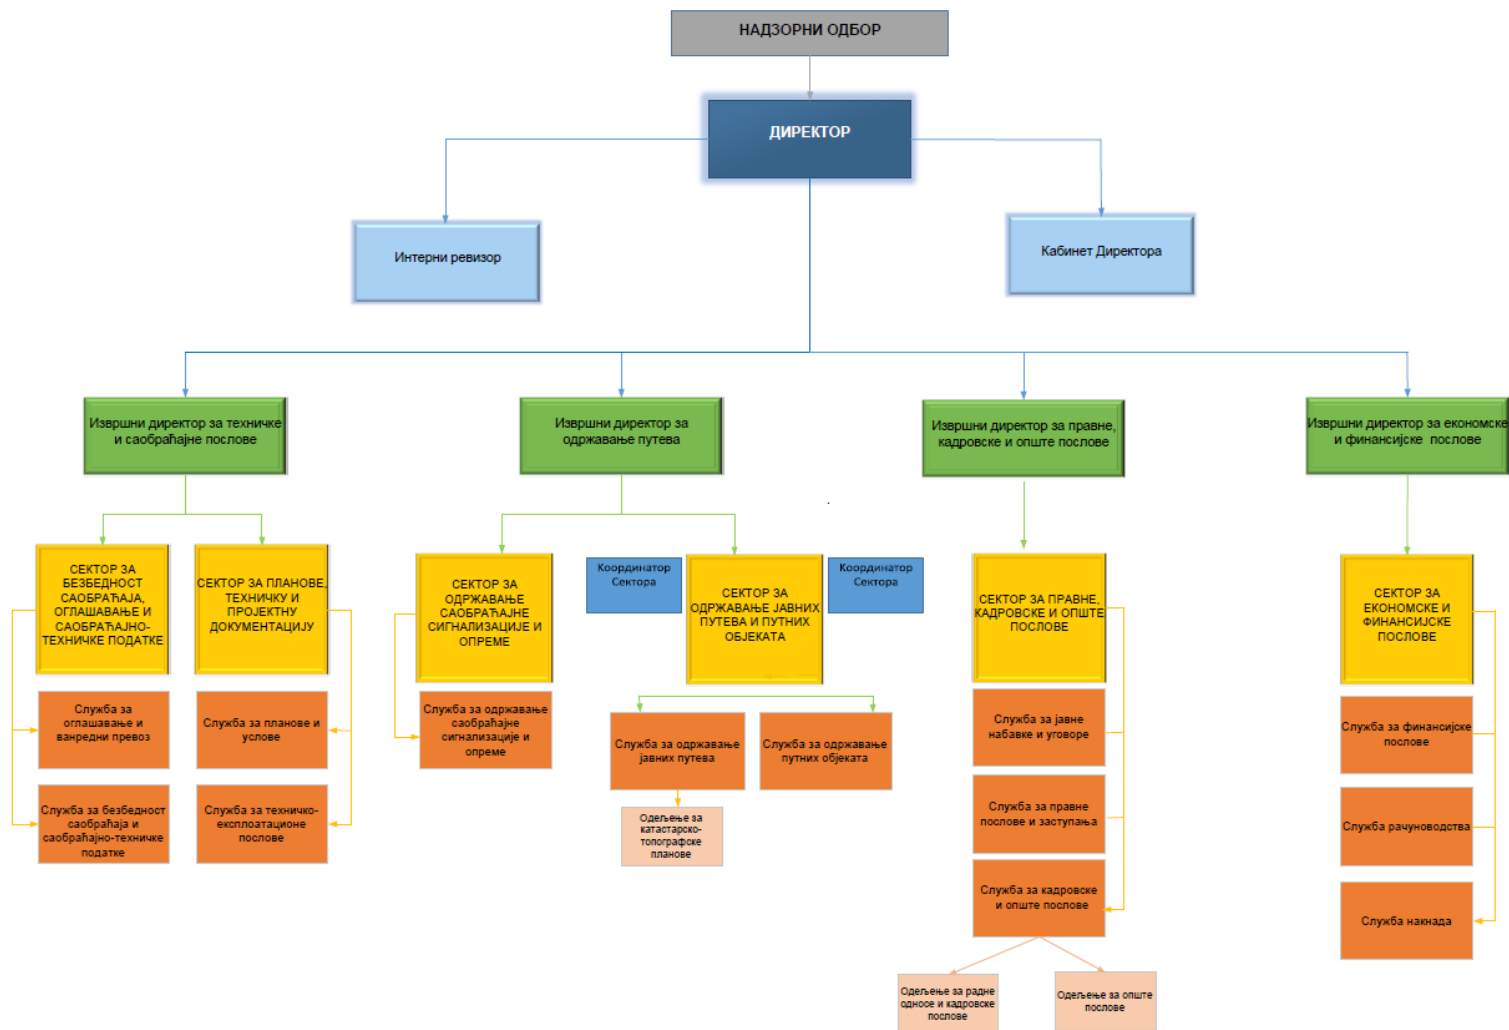 НАДЗОРНИ ОДБОР
ДИРЕКТОР
Интерни ревизор
Кабинет Директора
Извршни директор за техничке
и саобраћајне послове
Извршни директор за
одржавање путева
Извршни директор за правне,
кадровске и опште послове
Извршни директор за економске
и финансијске послове
СЕКТОР ЗА
БЕЗБЕДНОСТ
САОБРАЋАЈА,
ОГЛАШАВАЊЕ И
САОБРАЋАЈНО-
ТЕХНИЧКЕ ПОДАТКЕ
СЕКТОР ЗА ПЛАНОВЕ,
ТЕХНИЧКУ И
ПРОЈЕКТНУ
ДОКУМЕНТАЦИЈУ
СЕКТОР ЗА
ОДРЖАВАЊЕ
САОБРАЋАЈНЕ
СИГНАЛИЗАЦИЈЕ И
ОПРЕМЕ
Координатор
Сектора
СЕКТОР ЗА
ОДРЖАВАЊЕ ЈАВНИХ
ПУТЕВА И ПУТНИХ
ОБЈЕКАТА
Координатор
Сектора
СЕКТОР ЗА ПРАВНЕ,
КАДРОВСКЕ И ОПШТЕ
ПОСЛОВЕ
СЕКТОР ЗА
ЕКОНОМСКЕ И
ФИНАНСИЈСКЕ
ПОСЛОВЕ
Служба за
оглашавање и
ванредни превоз
Служба за планове и
услове
Служба за одржавање
саобраћајне
сигнализације и
опреме
Служба за одржавање
јавних путева
Служба за одржавање
путних објеката
Служба за јавне
набавке и уговоре
Служба за финансијске
послове
Служба за безбедност
саобраћаја и
саобраћајно-техничке
податке
Служба за техничко-
експлоатационе
послове
Одељење за
катастарско-
топографске
планове
Служба за правне
послове и заступања
Служба рачуноводства
Служба за кадровске
и опште послове
Служба накнада
Одељење за радне
односе и кадровске
послове
Одељење за опште
послове